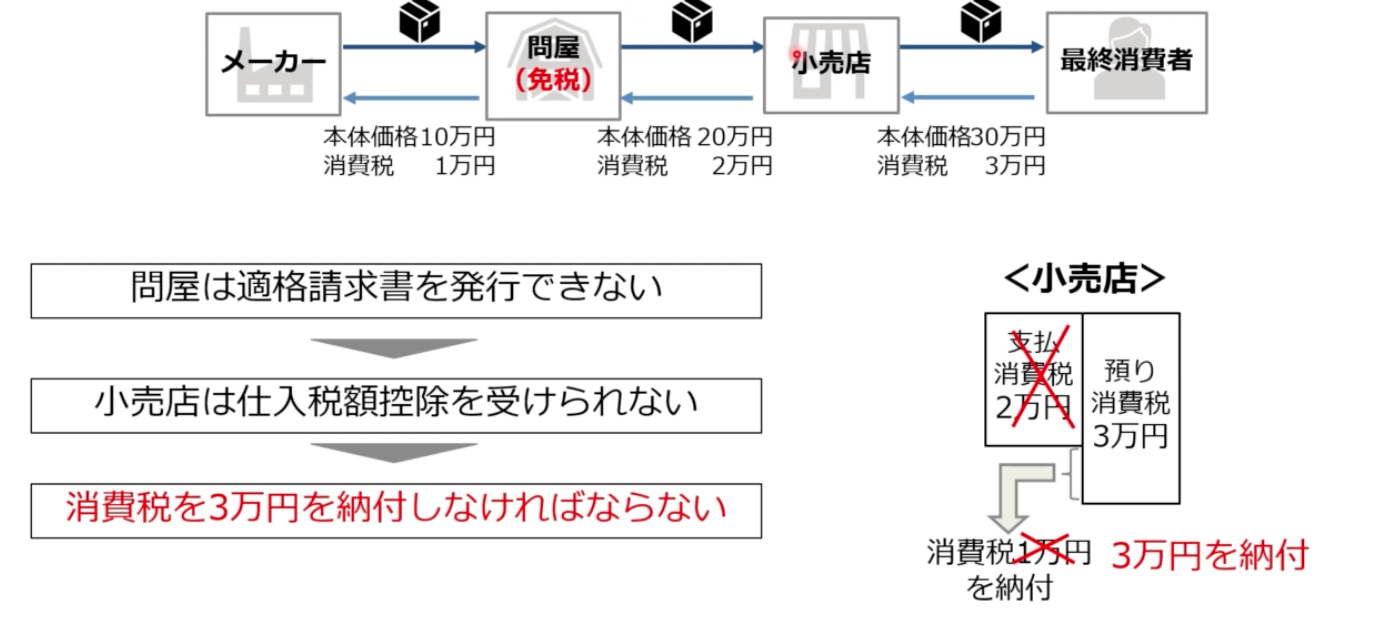 メーカー
問屋
(免税)
小売店
最終消費者
本体価格10万円
消費税 1万円
本体価格 20万円
消費税 2万円
本体価格30万円
消費税 3万円
問屋は適格請求書を発行できない
小売店は仕入税額控除を受けられない
消費税を3万円を納付しなければならない
＜小売店＞
支払
消費税
2万円
預り
消費税
3万円
消費税1万円
を納付
3万円を納付